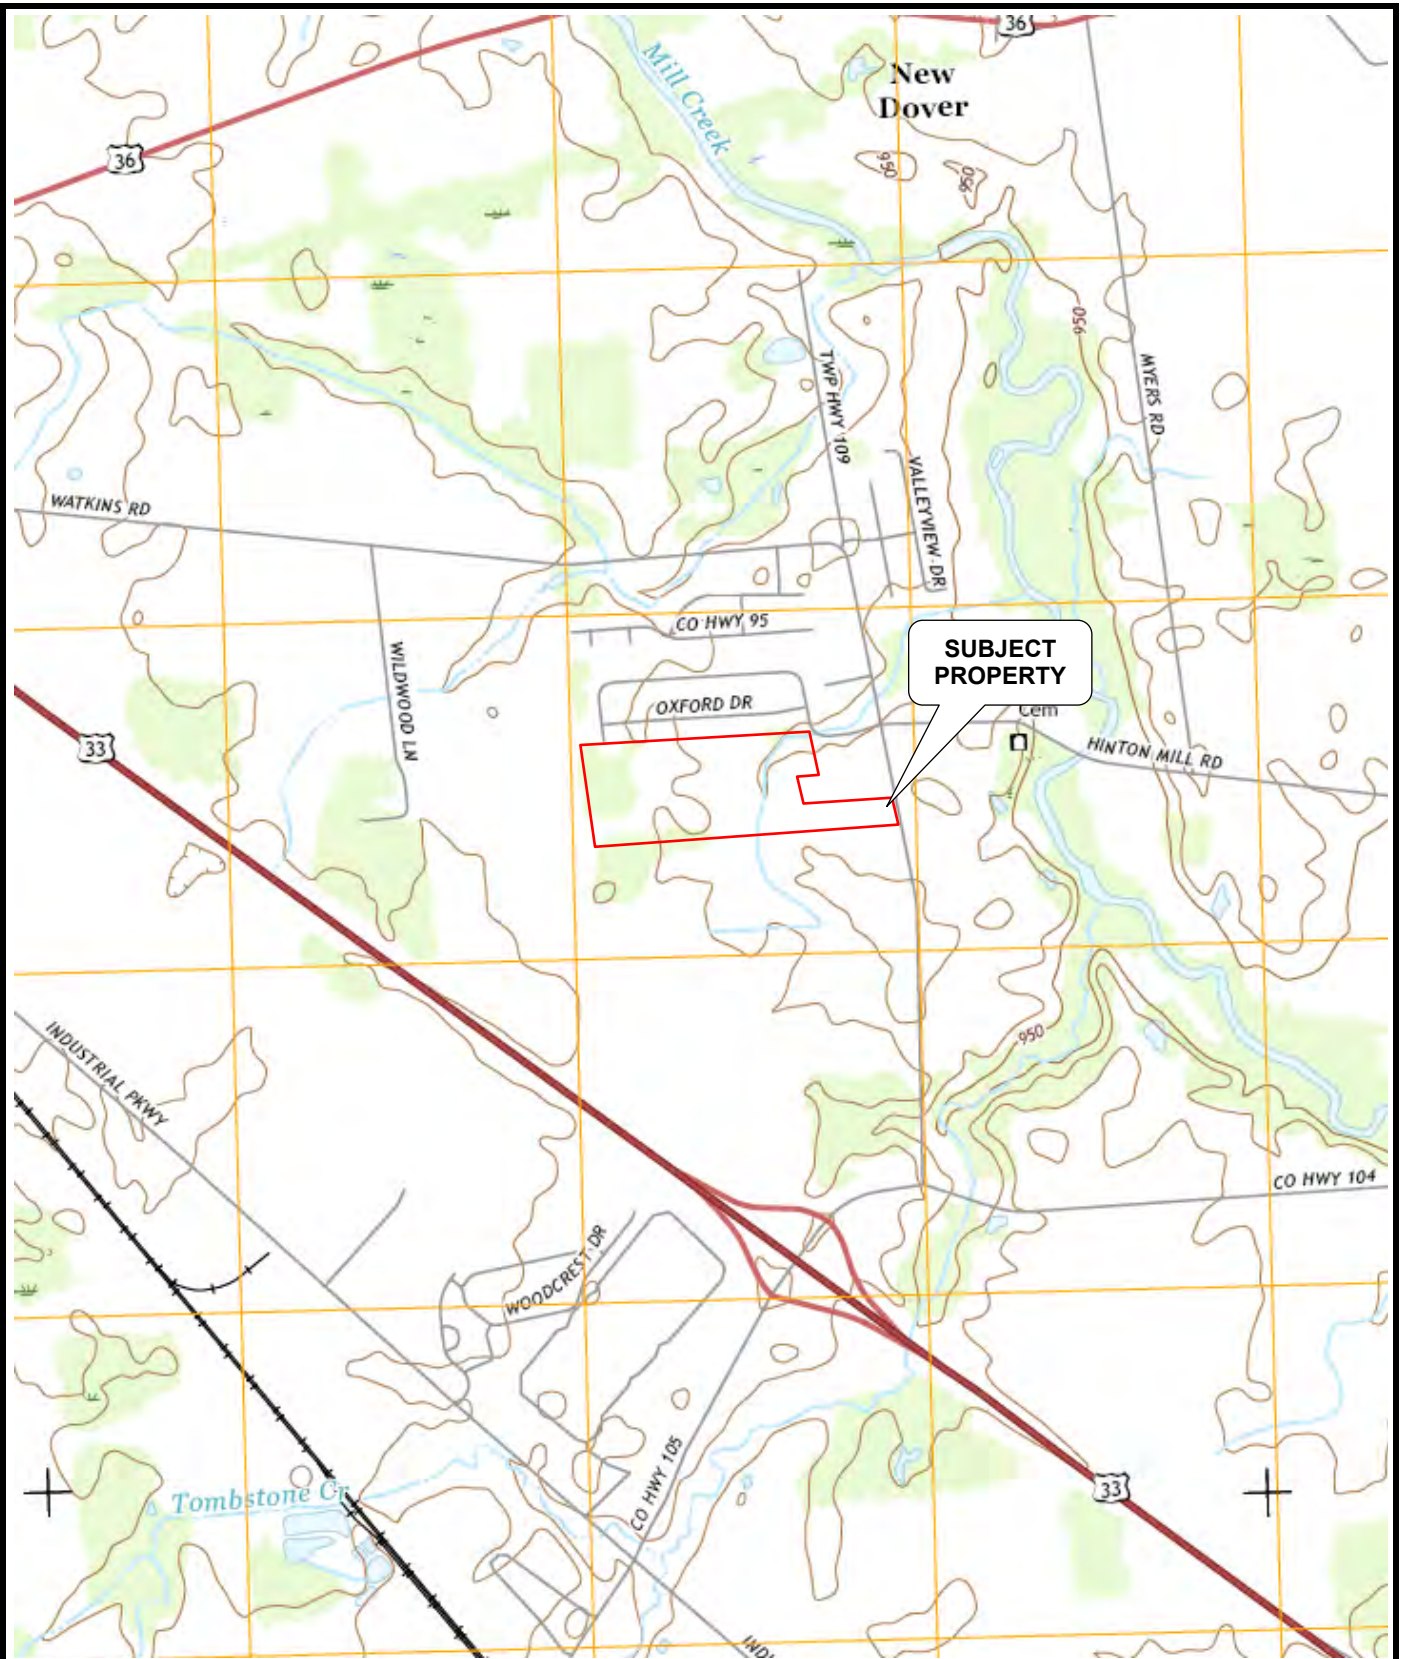 36
Mill Creek
New
Dover
36
950
950
950
TWP HWY 109
MYERS RD
VALLEYVIEW DR
WATKINS RD
CO HWY 95
WILDWOOD LN
SUBJECT
PROPERTY
OXFORD DR
Cem
33
HINTON MILL RD
950
INDUSTRIAL PKWY
CO HWY 104
WOODCREST DR
CO HWY 105
33
Tombstone Cr
INDU